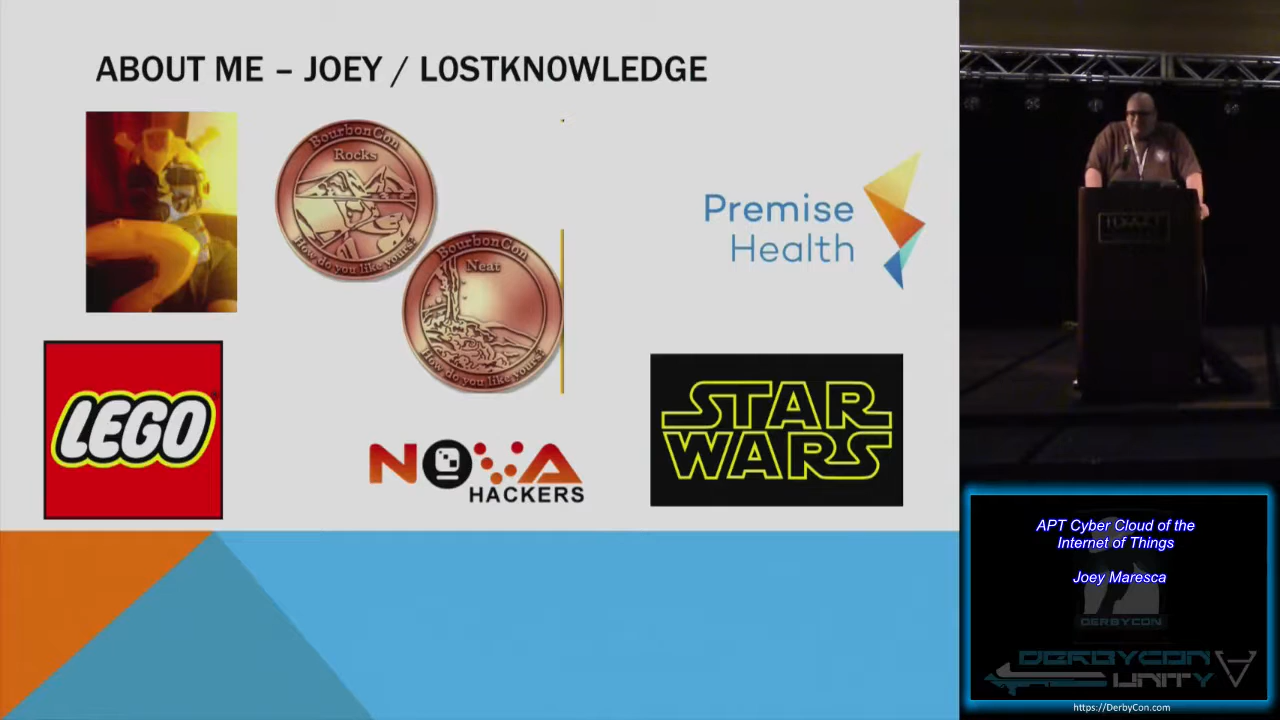 ABOUT ME – JOEY / L0STKN0WLEDGE
BourbonCon
Rocks
How do you like yours?
BourbonCon
Neat
How do you like yours?
Premise
Health
LEGO
STAR
WARS
NOVA
HACKERS
HYATT
APT Cyber Cloud of the
Internet of Things
Joey Maresca
DERBYCON
DERBYCON
UNITY
https://DerbyCon.com